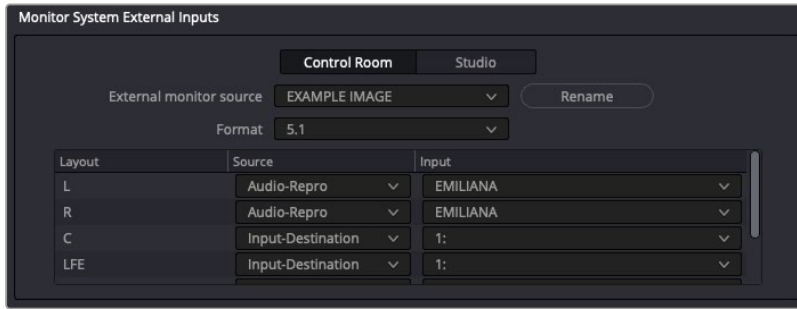 Monitor System External Inputs
Control Room Studio
External monitor source EXAMPLE IMAGE Rename
Format 5.1
Layout Source Input
L Audio-Repro EMILIANA
R Audio-Repro EMILIANA
C Input-Destination 1:
LFE Input-Destination 1: